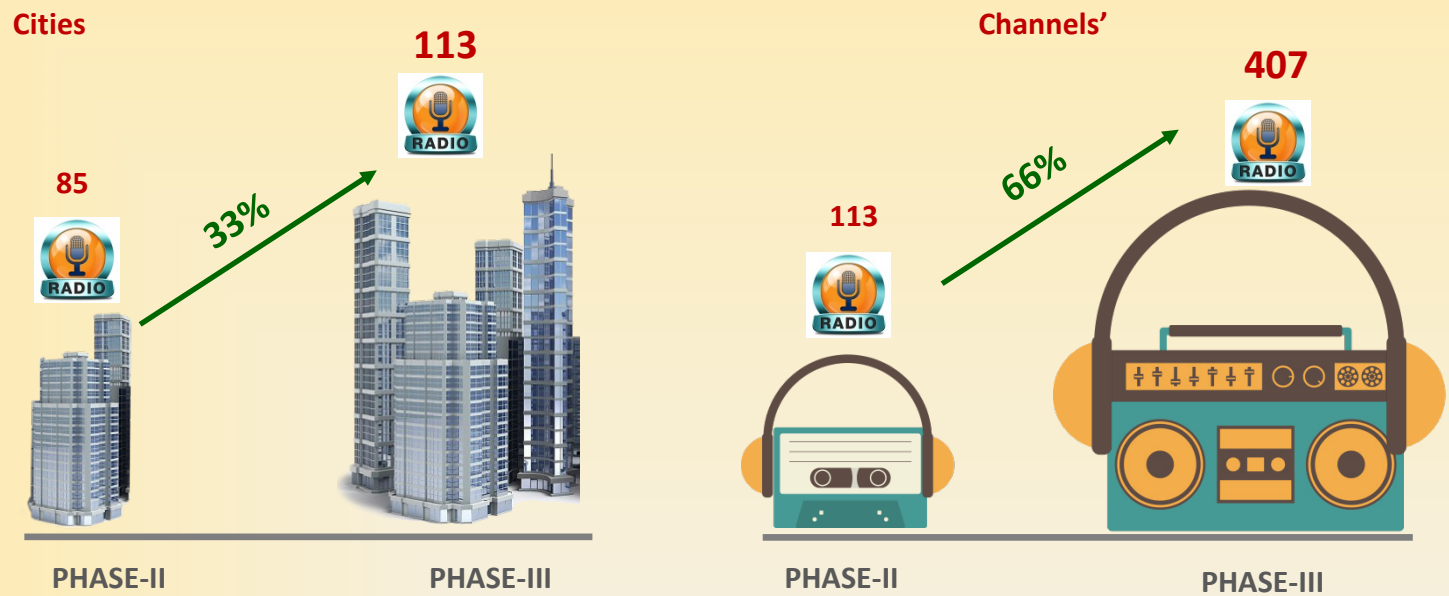 Cities
113
RADIO
85
33%
RADIO
PHASE-II
PHASE-III
Channels’
407
RADIO
66%
113
RADIO
PHASE-II
PHASE-III